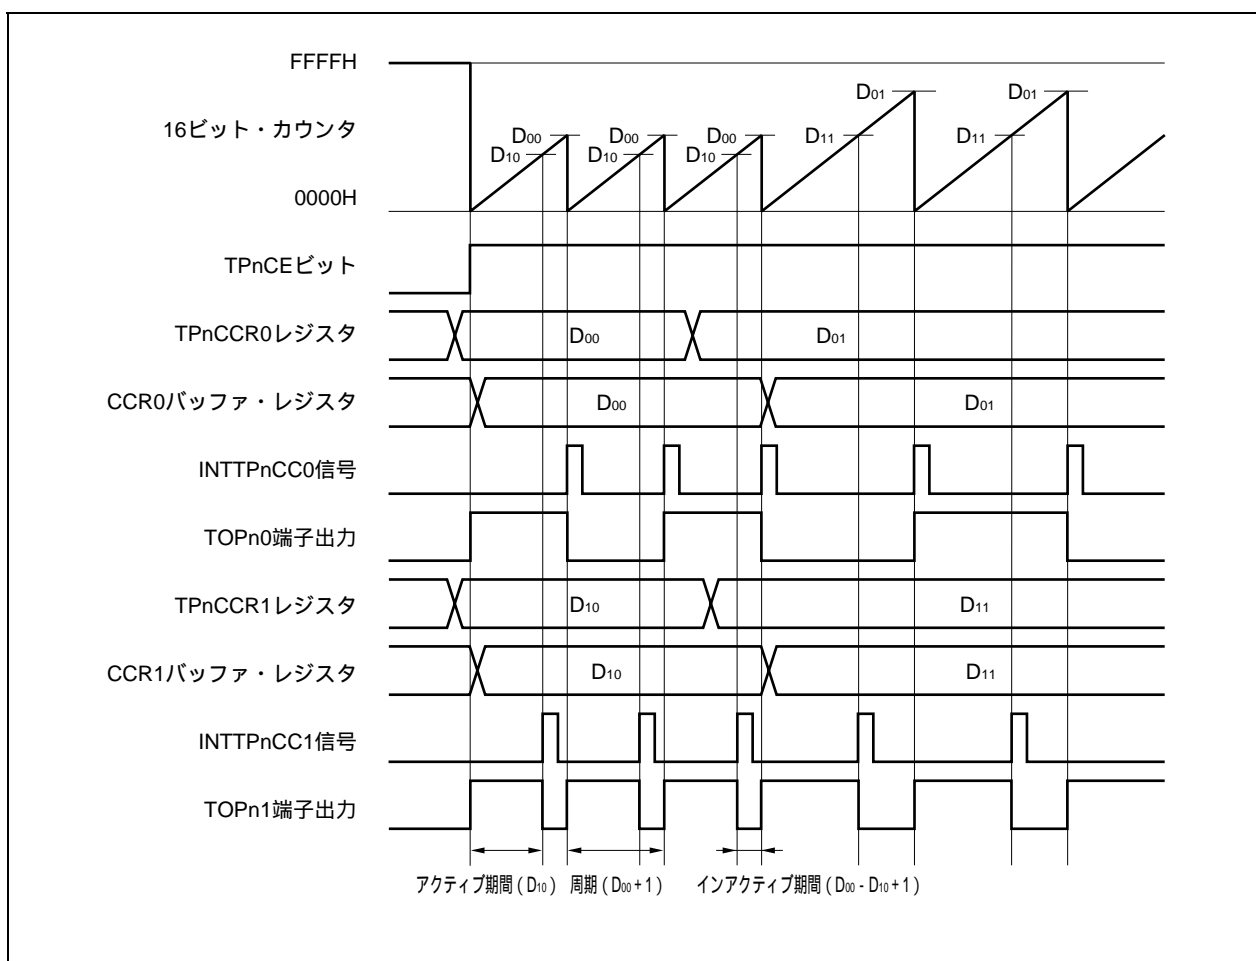 FFFFH
D01 D01
16ビット・カウンタ D00 D00 D00 D11 D11
D10 D10 D10
0000H
TPnCEビット
TPnCCR0レジスタ D00 D01
CCR0バッファ・レジスタ D00 D01
INTTPnCC0信号
TOPn0端子出力
TPnCCR1レジスタ D10 D11
CCR1バッファ・レジスタ D10 D11
INTTPnCC1信号
TOPn1端子出力
アクティブ期間(D10) 周期(D00+1) インアクティブ期間(D00 - D10+1)